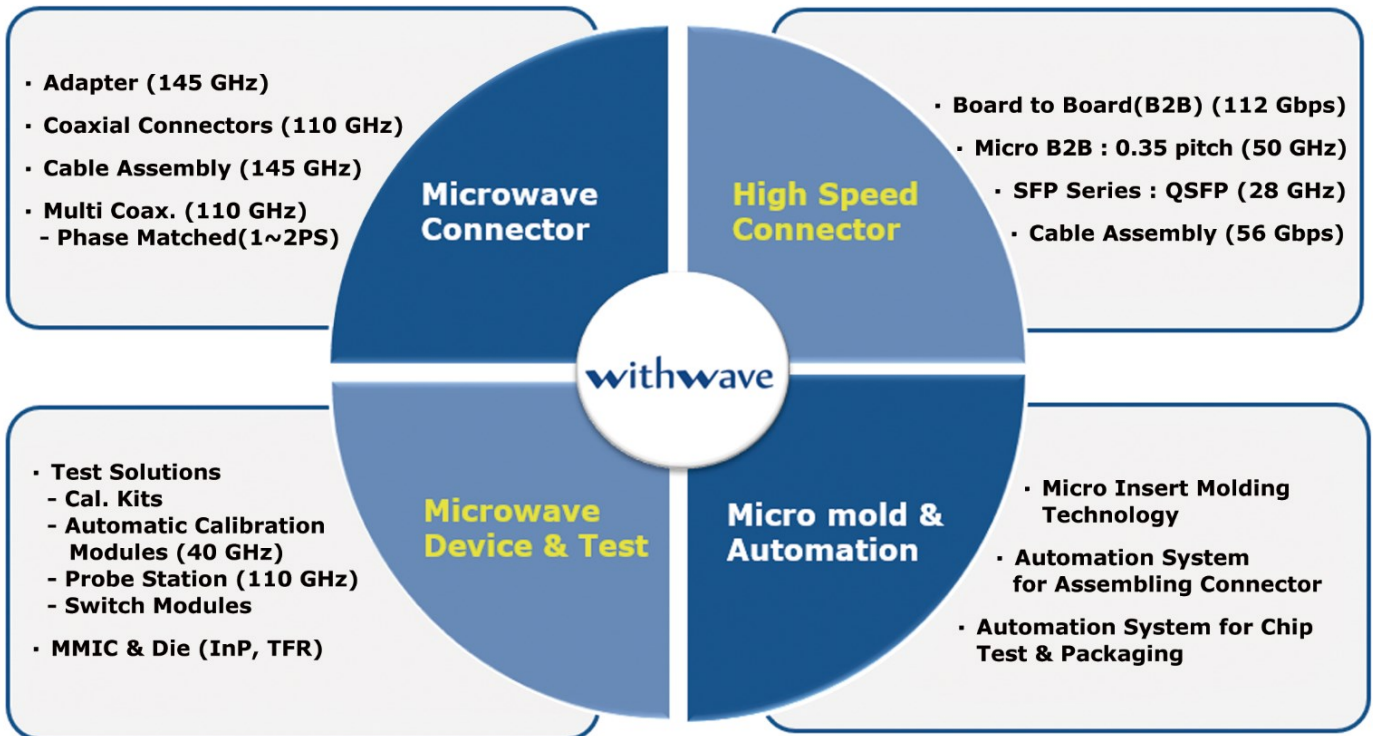 · Adapter (145 GHz)
· Coaxial Connectors (110 GHz)
· Cable Assembly (145 GHz)
· Multi Coax. (110 GHz)
- Phase Matched(1~2PS)
Microwave
Connector
High Speed
Connector
· Board to Board(B2B) (112 Gbps)
· Micro B2B : 0.35 pitch (50 GHz)
· SFP Series : QSFP (28 GHz)
· Cable Assembly (56 Gbps)
withwave
· Test Solutions
- Cal. Kits
- Automatic Calibration
Modules (40 GHz)
- Probe Station (110 GHz)
- Switch Modules
· MMIC & Die (InP, TFR)
Microwave
Device & Test
Micro mold &
Automation
· Micro Insert Molding
Technology
· Automation System
for Assembling Connector
· Automation System for Chip
Test & Packaging